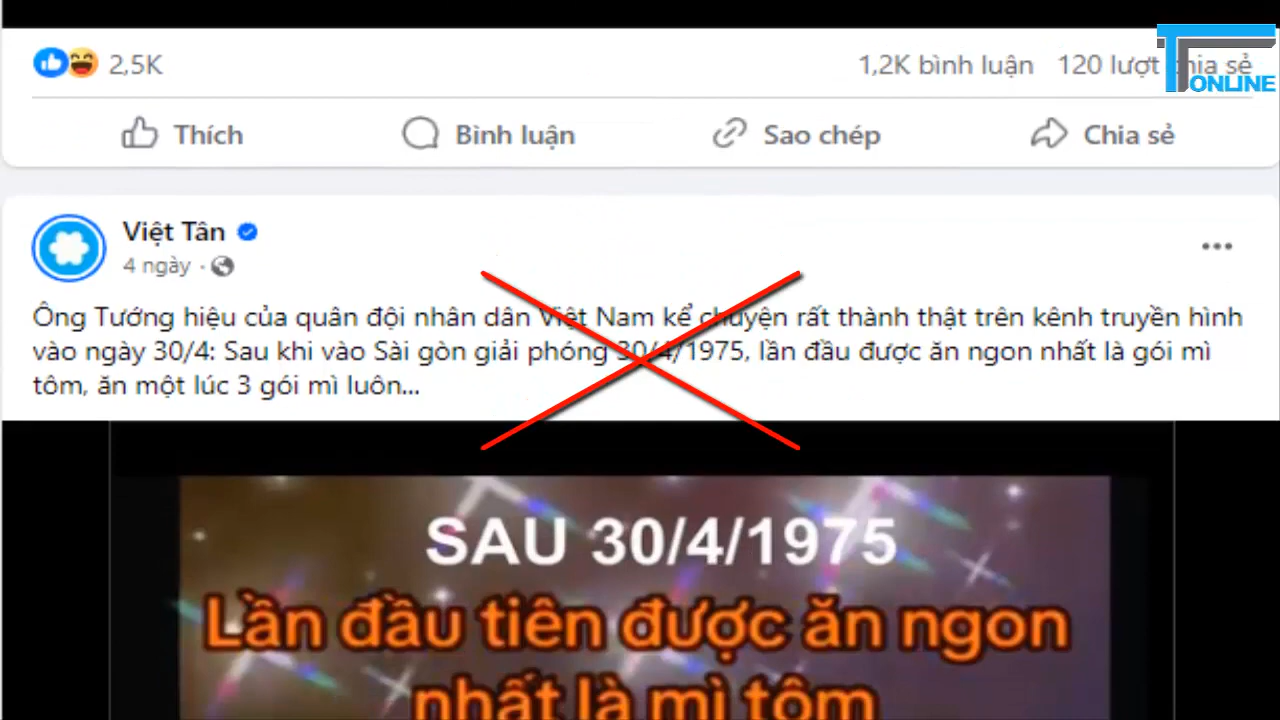 2,5K
1,2K bình luận 120 lượt chia sẻ
TT ONLINE
Thích Bình luận Sao chép Chia sẻ
Việt Tân
4 ngày ·
Ông Tướng hiệu của quân đội nhân dân Việt Nam kể chuyện rất thành thật trên kênh truyền hình
vào ngày 30/4: Sau khi vào Sài gòn giải phóng 30/4/1975, lần đầu được ăn ngon nhất là gói mì
tôm, ăn một lúc 3 gói mì luôn...
SAU 30/4/1975
Lần đầu tiên được ăn ngon
nhất là mì tôm